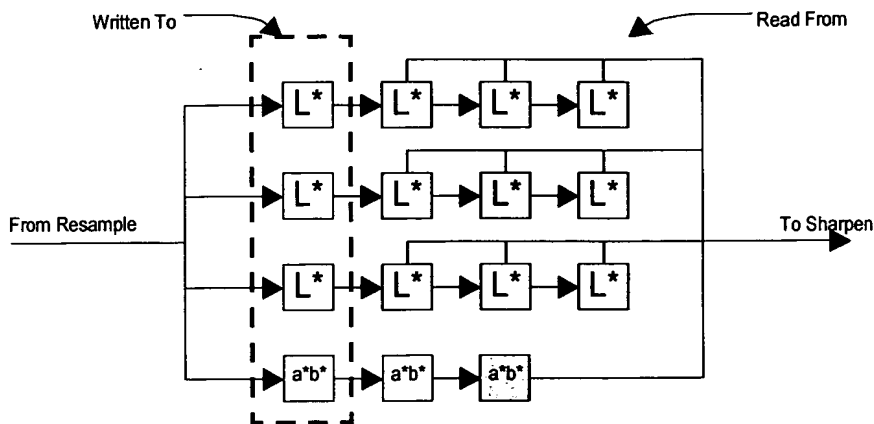 Written To
Read From
L* L* L* L*
L* L* L* L*
From Resample
To Sharpen
L* L* L* L*
a*b* a*b* a*b*